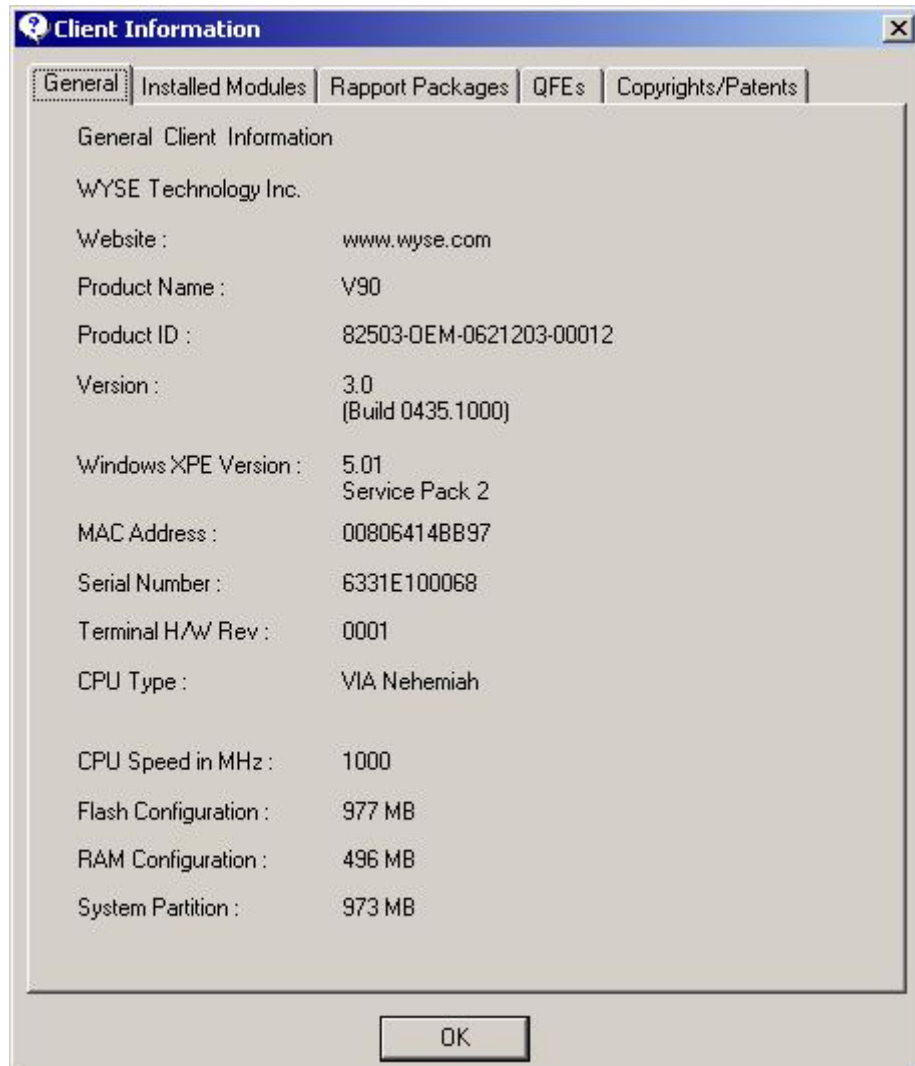 Client Information
General Installed Modules Rapport Packages QFEs Copyrights/Patents
General Client Information
WYSE Technology Inc.
Website : www.wyse.com
Product Name : V90
Product ID : 82503-OEM-0621203-00012
Version : 3.0
(Build 0435.1000)
Windows XPE Version : 5.01
Service Pack 2
MAC Address : 00806414BB97
Serial Number : 6331E100068
Terminal H/W Rev : 0001
CPU Type : VIA Nehemiah
CPU Speed in MHz : 1000
Flash Configuration : 977 MB
RAM Configuration : 496 MB
System Partition : 973 MB
OK